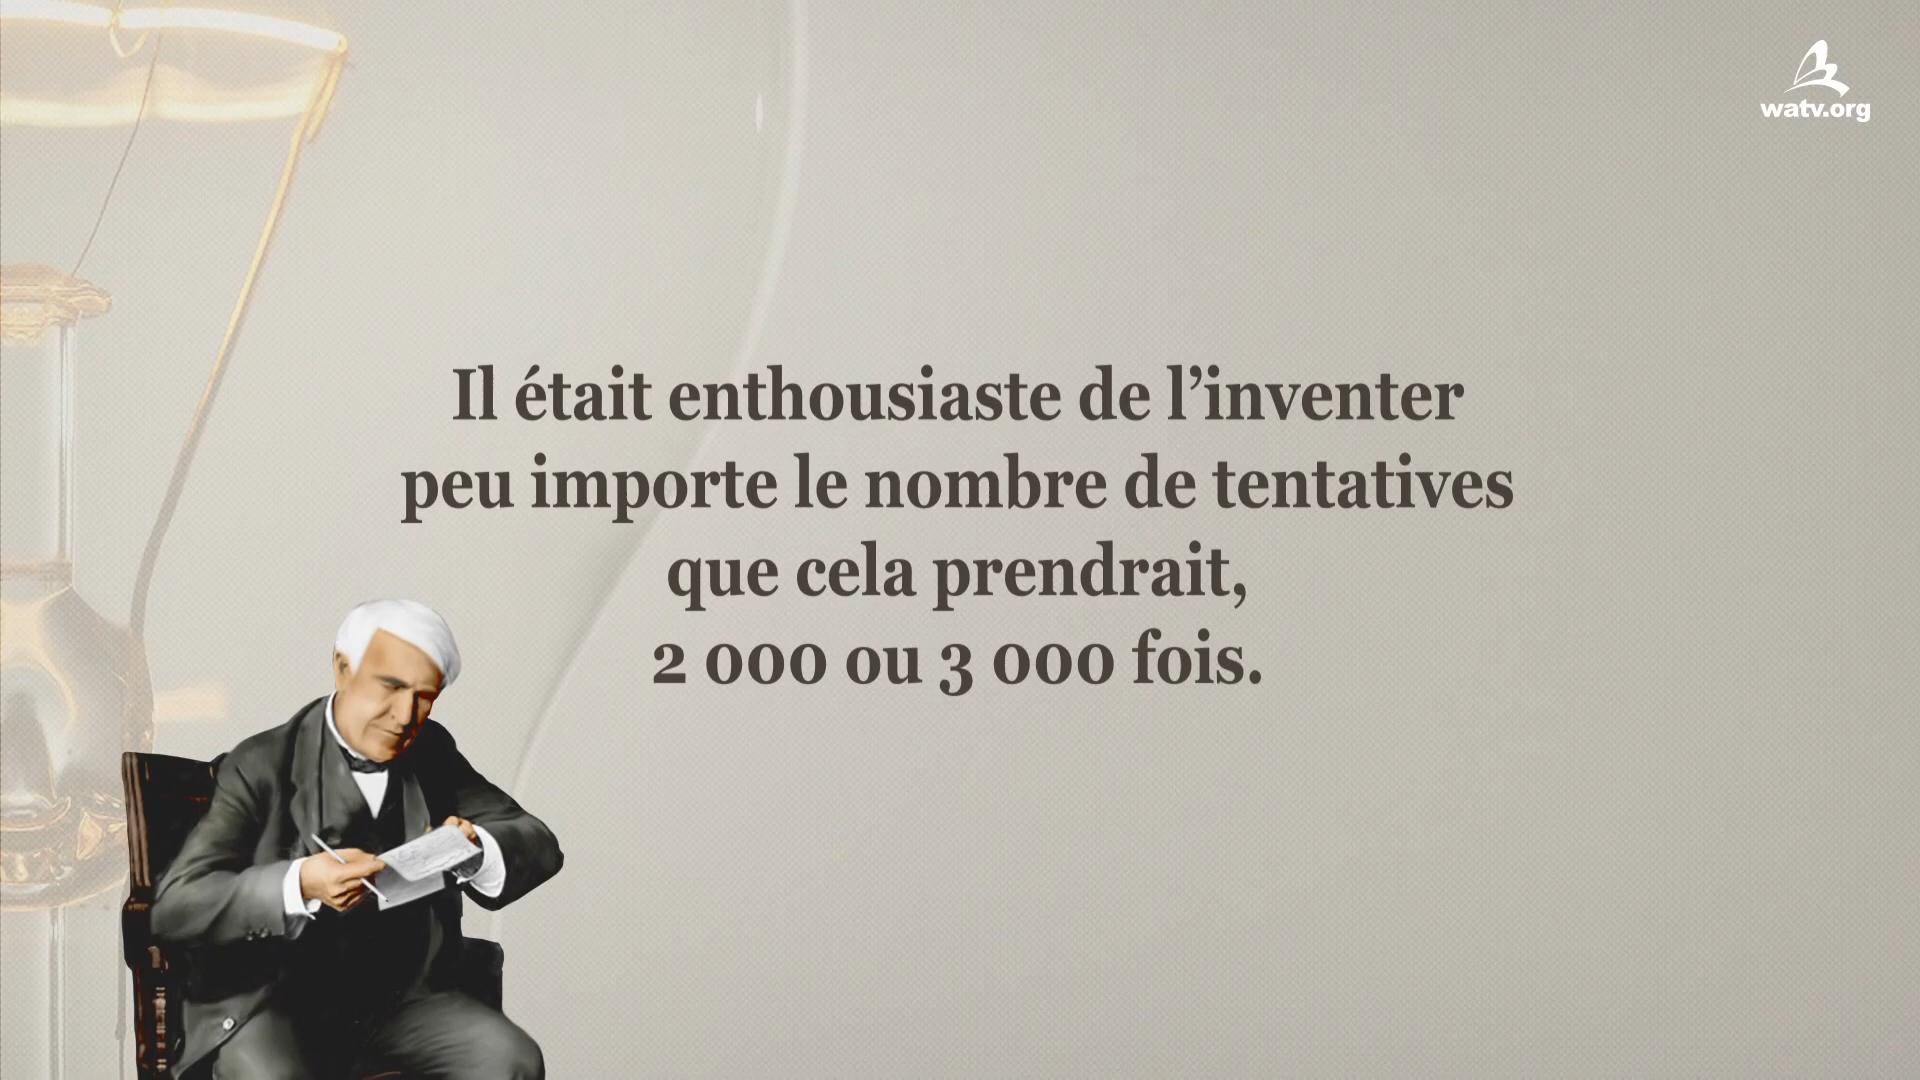 watv.org
Il était enthousiaste de l’inventer
peu importe le nombre de tentatives
que cela prendrait,
2 000 ou 3 000 fois.